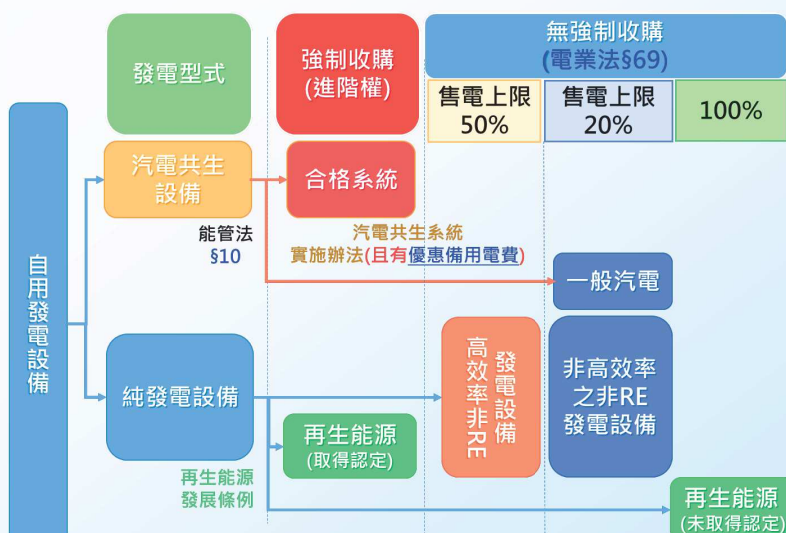 發電型式
強制收購
(進階權)
無強制收購
(電業法§69)
售電上限
50%
售電上限
20%
100%
自用發電設備
汽電共生
設備
合格系統
能管法
§10
汽電共生系統
實施辦法(且有優惠備用電費)
一般汽電
純發電設備
高效率非RE
發電設備
非高效率
之非RE
發電設備
再生能源
(取得認定)
再生能源
發展條例
再生能源
(未取得認定)